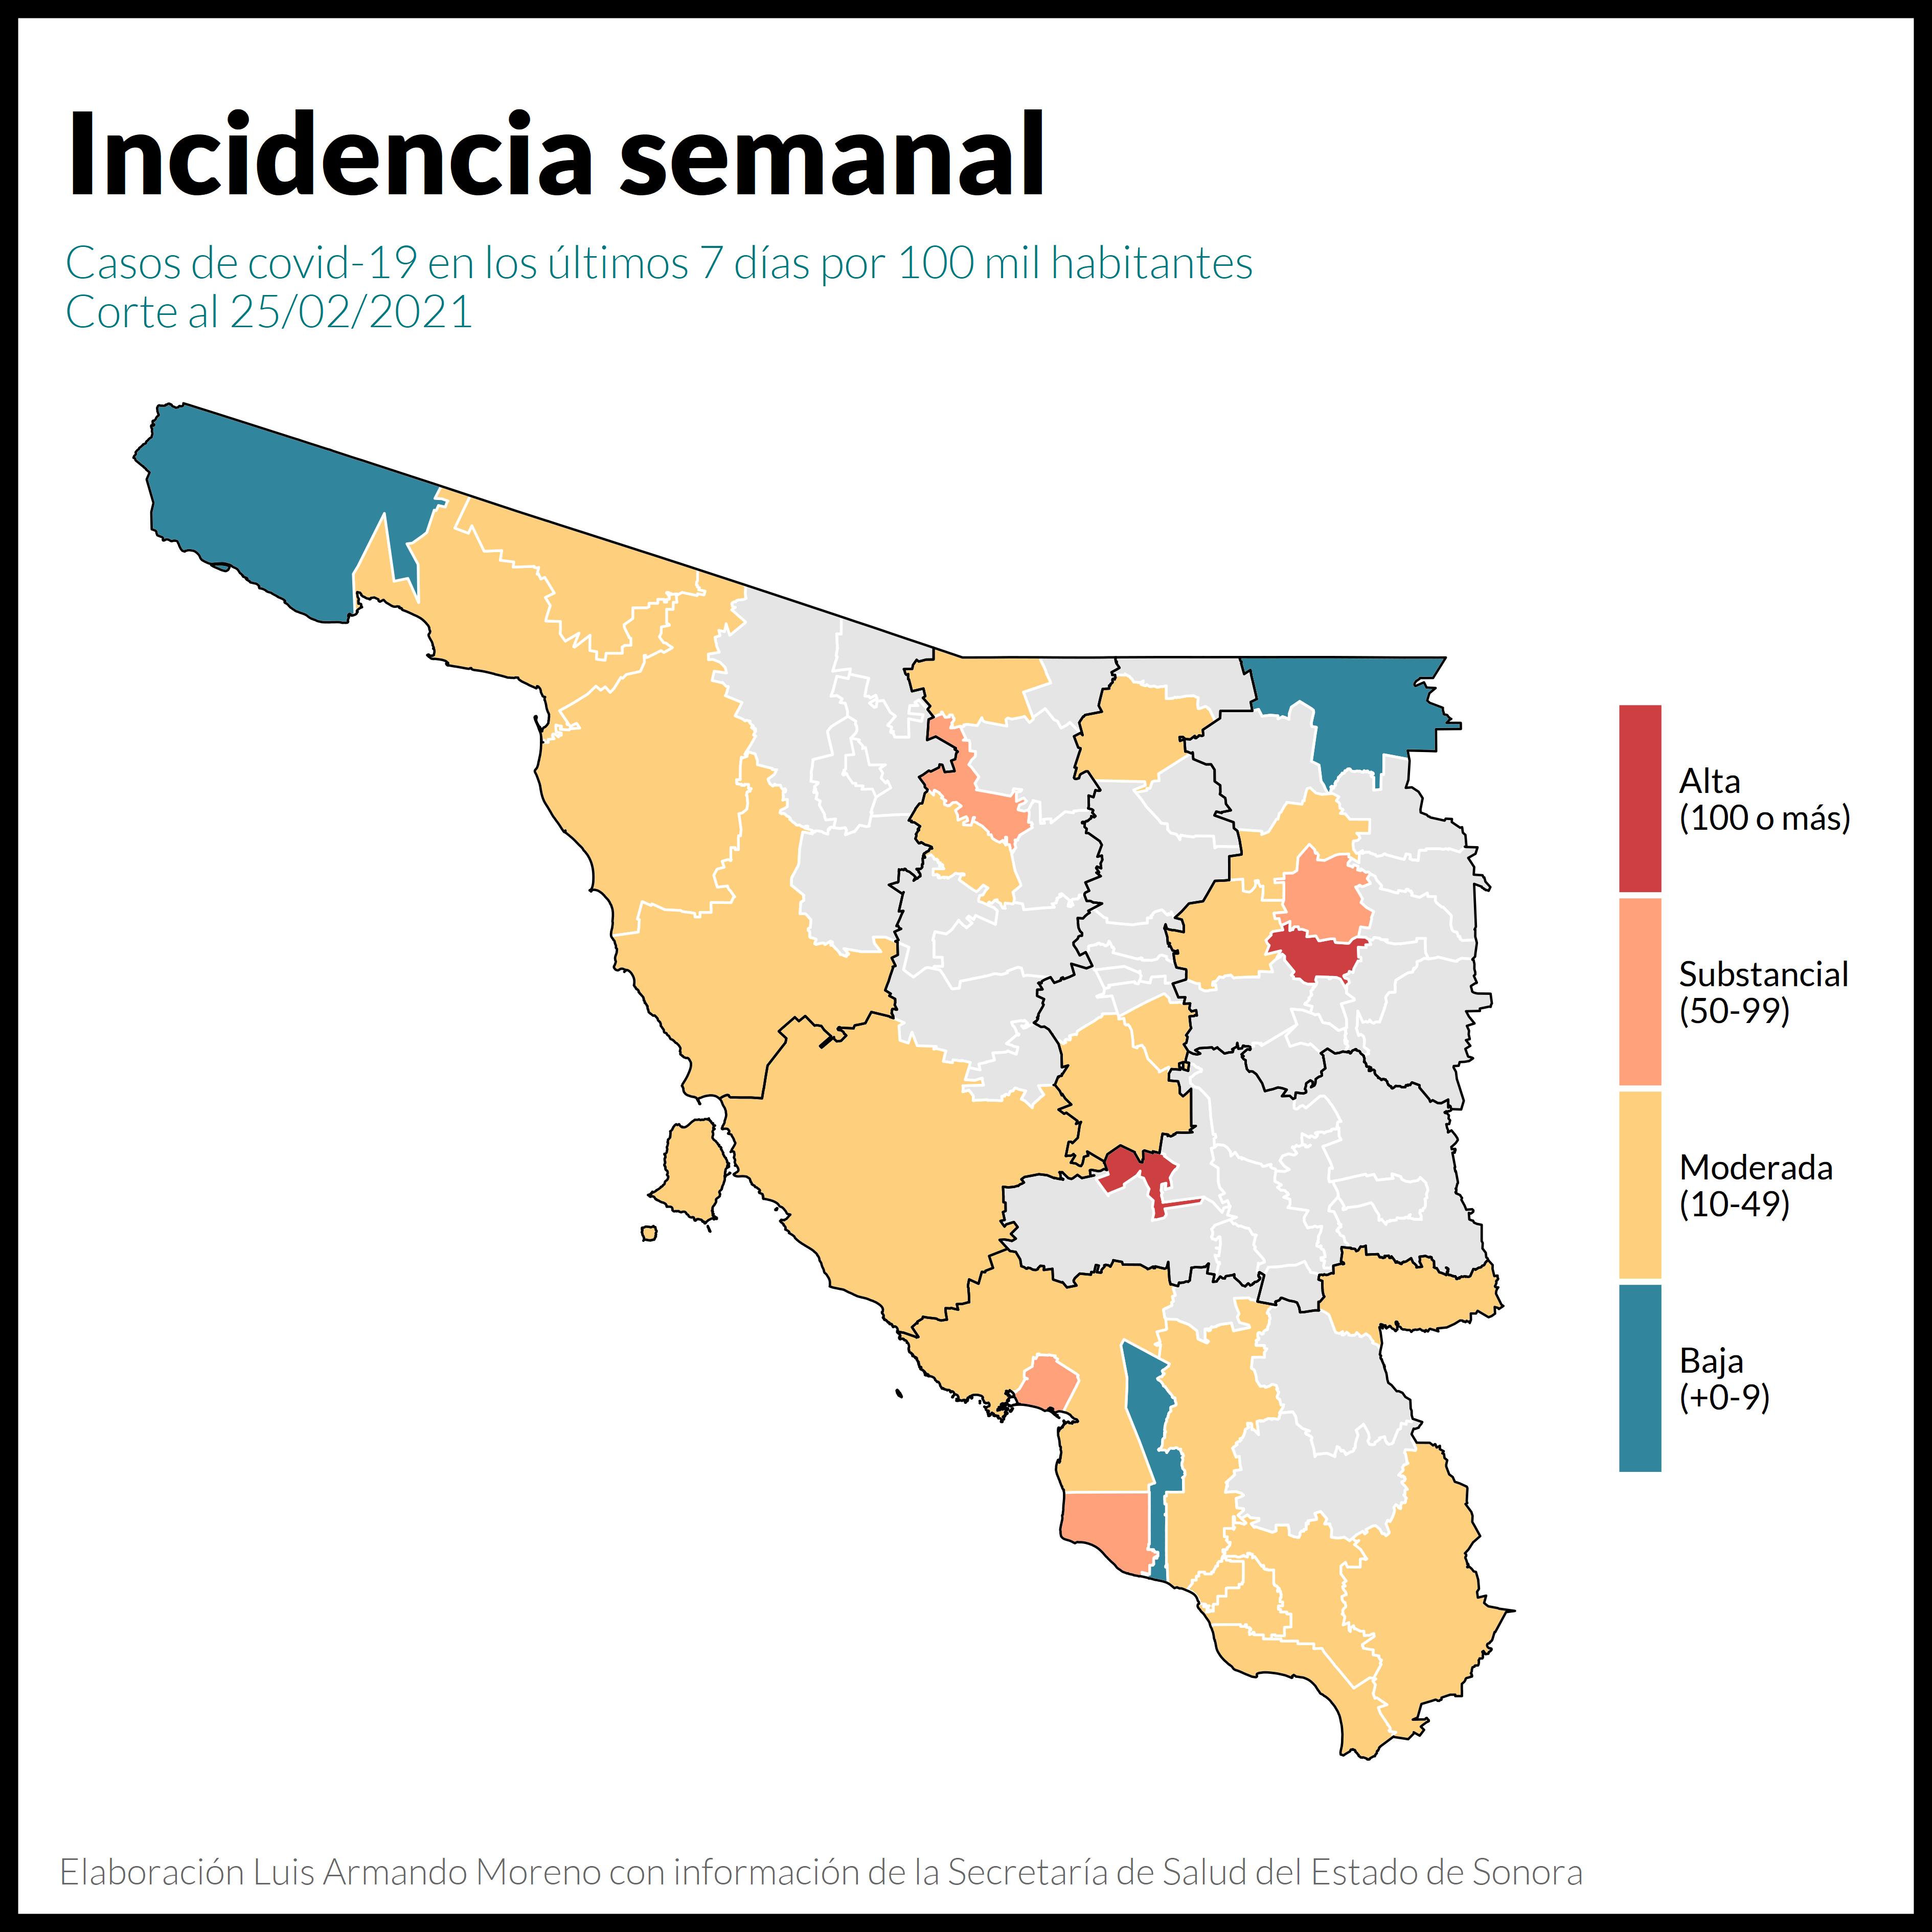 Incidencia semanal
Casos de covid-19 en los últimos 7 días por 100 mil habitantes
Corte al 25/02/2021
Alta
(100 o más)
Substancial
(50-99)
Moderada
(10-49)
Baja
(+0-9)
Elaboración Luis Armando Moreno con información de la Secretaría de Salud del Estado de Sonora